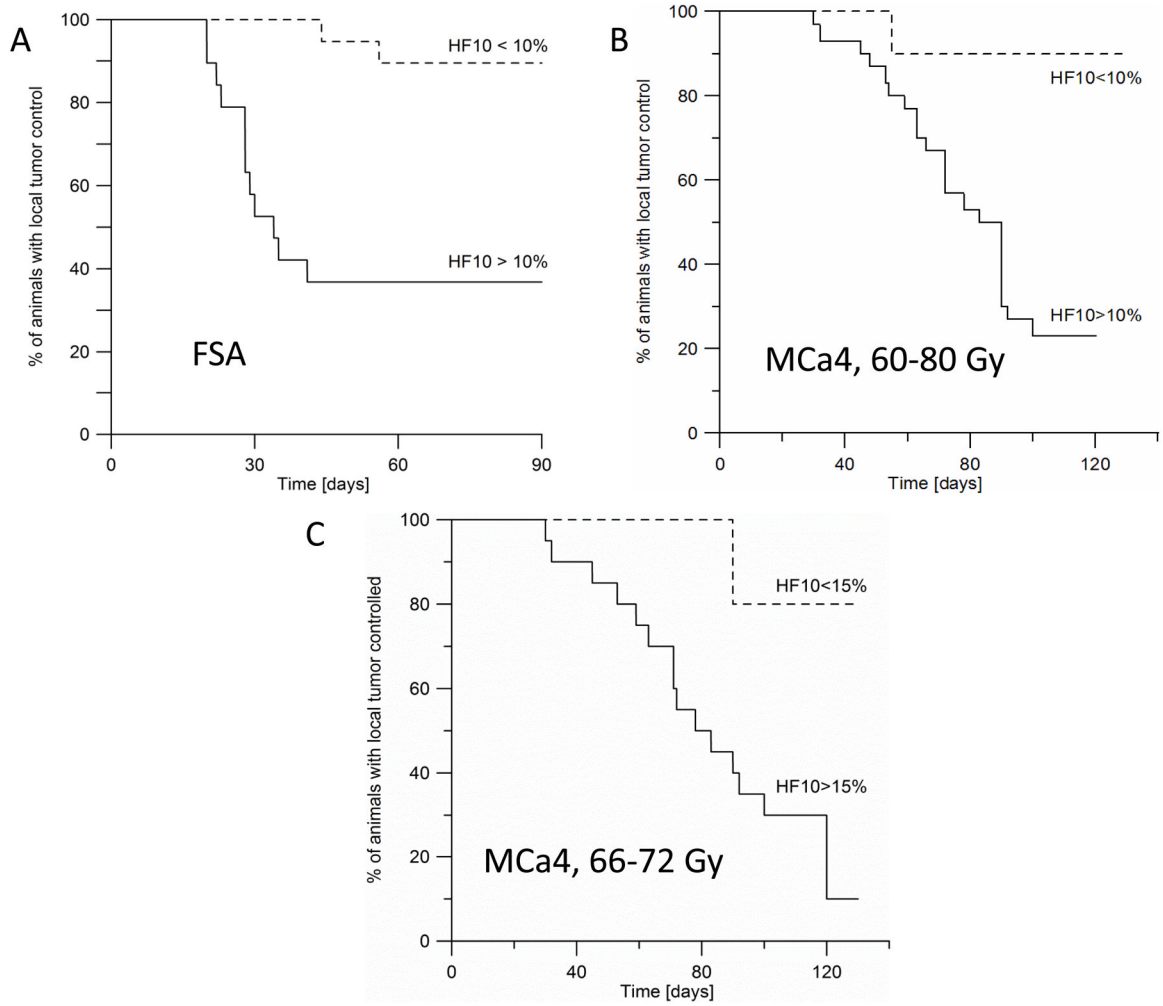 A
% of animals with local tumor control
100
80
60
40
20
0
HF10 < 10%
HF10 > 10%
FSA
0
30
60
90
Time [days]
B
% of animals with local tumor control
100
80
60
40
20
0
HF10<10%
HF10>10%
MCa4, 60-80 Gy
0
40
80
120
Time [days]
C
% of animals with local tumor controlled
100
80
60
40
20
0
HF10<15%
HF10>15%
MCa4, 66-72 Gy
0
40
80
120
Time [days]